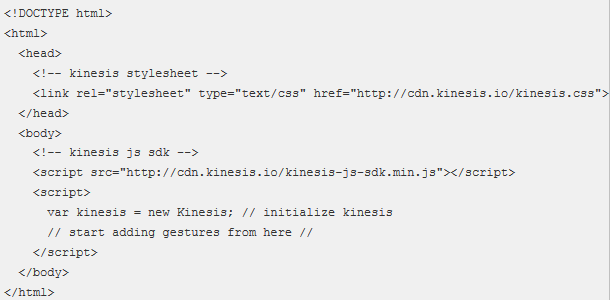 <!DOCTYPE html>
<html>
<head>
<!-- kinesis stylesheet -->
<link rel="stylesheet" type="text/css" href="http://cdn.kinesis.io/kinesis.css">
</head>
<body>
<!-- kinesis js sdk -->
<script src="http://cdn.kinesis.io/kinesis-js-sdk.min.js"></script>
<script>
var kinesis = new Kinesis; // initialize kinesis
// start adding gestures from here //
</script>
</body>
</html>